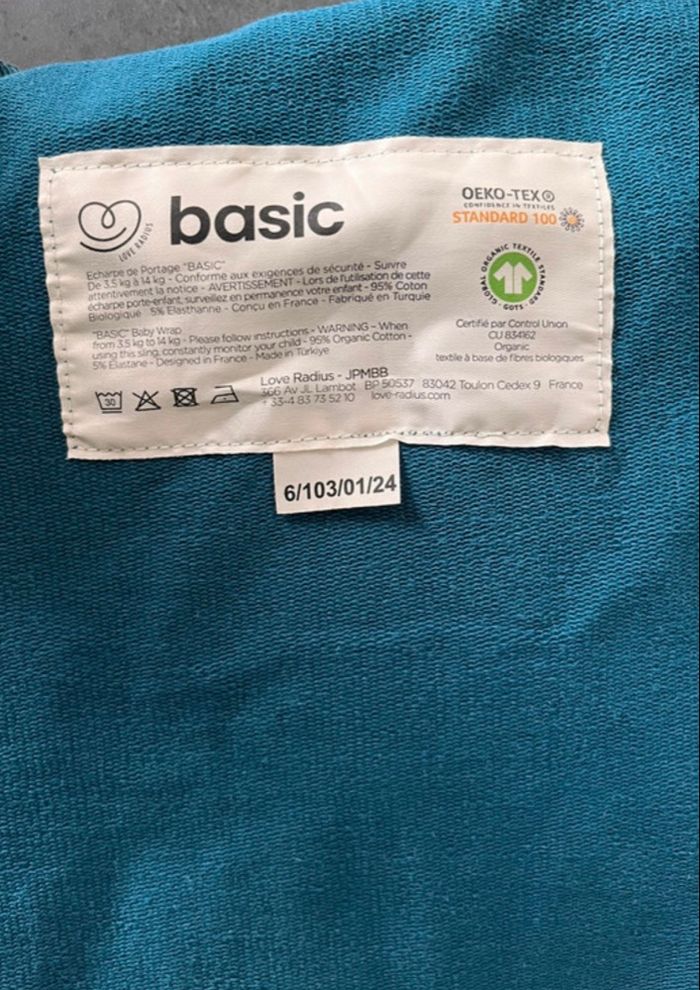 LOVE RADIUS
basic
OEKO-TEX®
CONFIDENCE IN TEXTILES
STANDARD 100
Echarpe de Portage "BASIC"
De 3.5 kg à 14 kg - Conforme aux exigences de sécurité - Suivre
attentivement la notice - AVERTISSEMENT - Lors de l'utilisation de cette
écharpe porte-enfant, surveillez en permanence votre enfant - 95% Coton
Biologique 5% Elasthanne - Conçu en France - Fabriqué en Turquie
"BASIC" Baby Wrap
from 3.5 kg to 14 kg - Please follow instructions - WARNING - When
using this sling, constantly monitor your child - 95% Organic Cotton -
5% Elastane - Designed in France - Made in Türkiye
GLOBAL ORGANIC TEXTILE STANDARD
· GOTS ·
Certifié par Control Union
CU 834162
Organic
textile à base de fibres biologiques
30
Love Radius - JPMBB
366 Av JL Lambot BP 50537 83042 Toulon Cedex 9 France
+ 33-4 83 73 52 10 love-radius.com
6/103/01/24